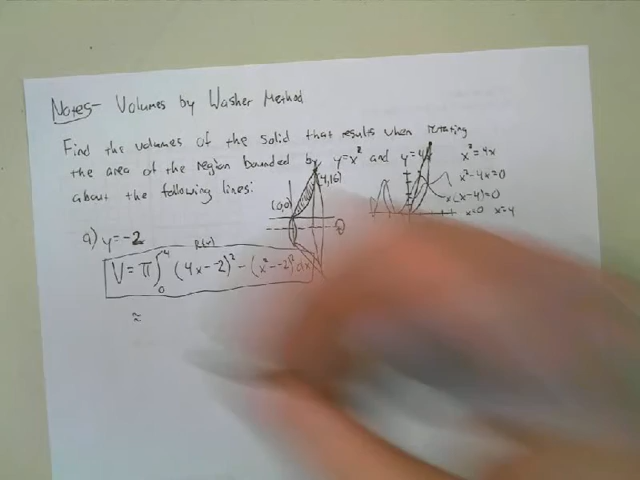 Notes- Volumes by Washer Method
Find the volumes of the solid that results when rotating
the area of the region bounded by y=x² and y=4x
about the following lines:
x²=4x
x²-4x=0
x(x-4)=0
x=0 x=4
(4,16)
(0,0)
a) y=-2
R(x)
V=π∫₀⁴ (4x--2)² - (x²--2)² dx
≈